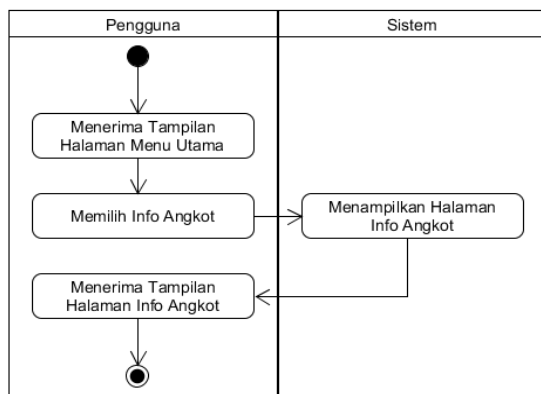 Pengguna
Sistem
Menerima Tampilan
Halaman Menu Utama
Memilih Info Angkot
Menampilkan Halaman
Info Angkot
Menerima Tampilan
Halaman Info Angkot